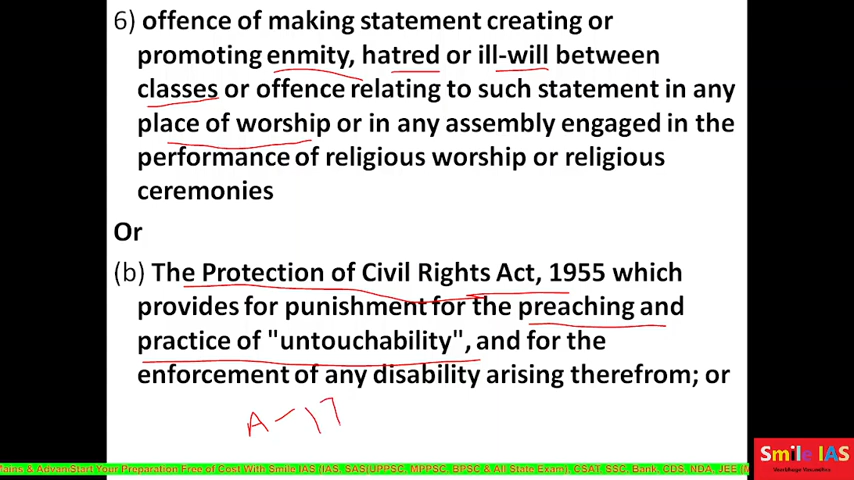 6) offence of making statement creating or
promoting enmity, hatred or ill-will between
classes or offence relating to such statement in any
place of worship or in any assembly engaged in the
performance of religious worship or religious
ceremonies
Or
(b) The Protection of Civil Rights Act, 1955 which
provides for punishment for the preaching and
practice of "untouchability", and for the
enforcement of any disability arising therefrom; or
A-17
Mains & Advan Start Your Preparation Free of Cost With Smile IAS (IAS, SAS(UPPSC, MPPSC, BPSC & All State Exam), CSAT, SSC, Bank, CDS, NDA, JEE (M
Smile IAS